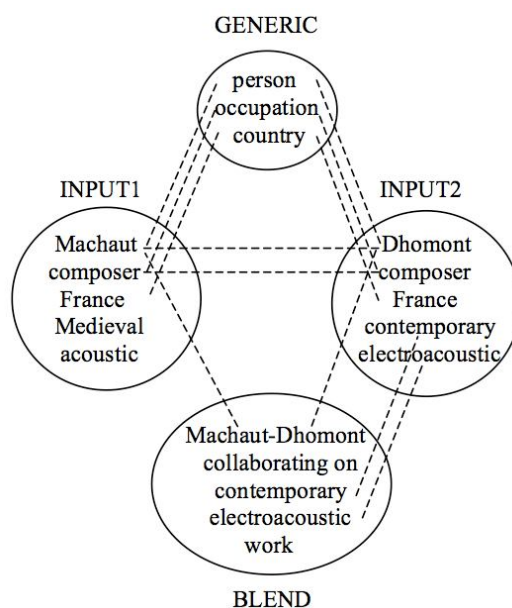 GENERIC
person
occupation
country
INPUT1
Machaut
composer
France
Medieval
acoustic
INPUT2
Dhomont
composer
France
contemporary
electroacoustic
Machaut-Dhomont
collaborating on
contemporary
electroacoustic
work
BLEND